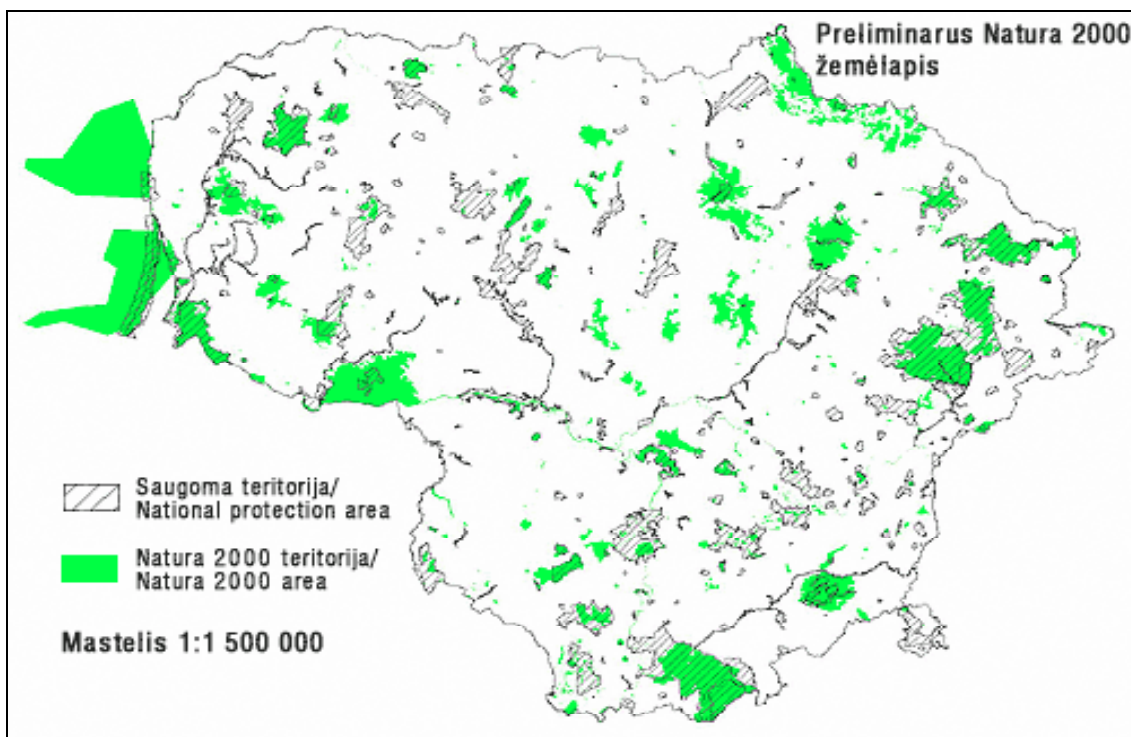 Preliminarus Natura 2000
žemėlapis
Saugoma teritorija/
National protection area
Natura 2000 teritorija/
Natura 2000 area
Mastelis 1:1 500 000